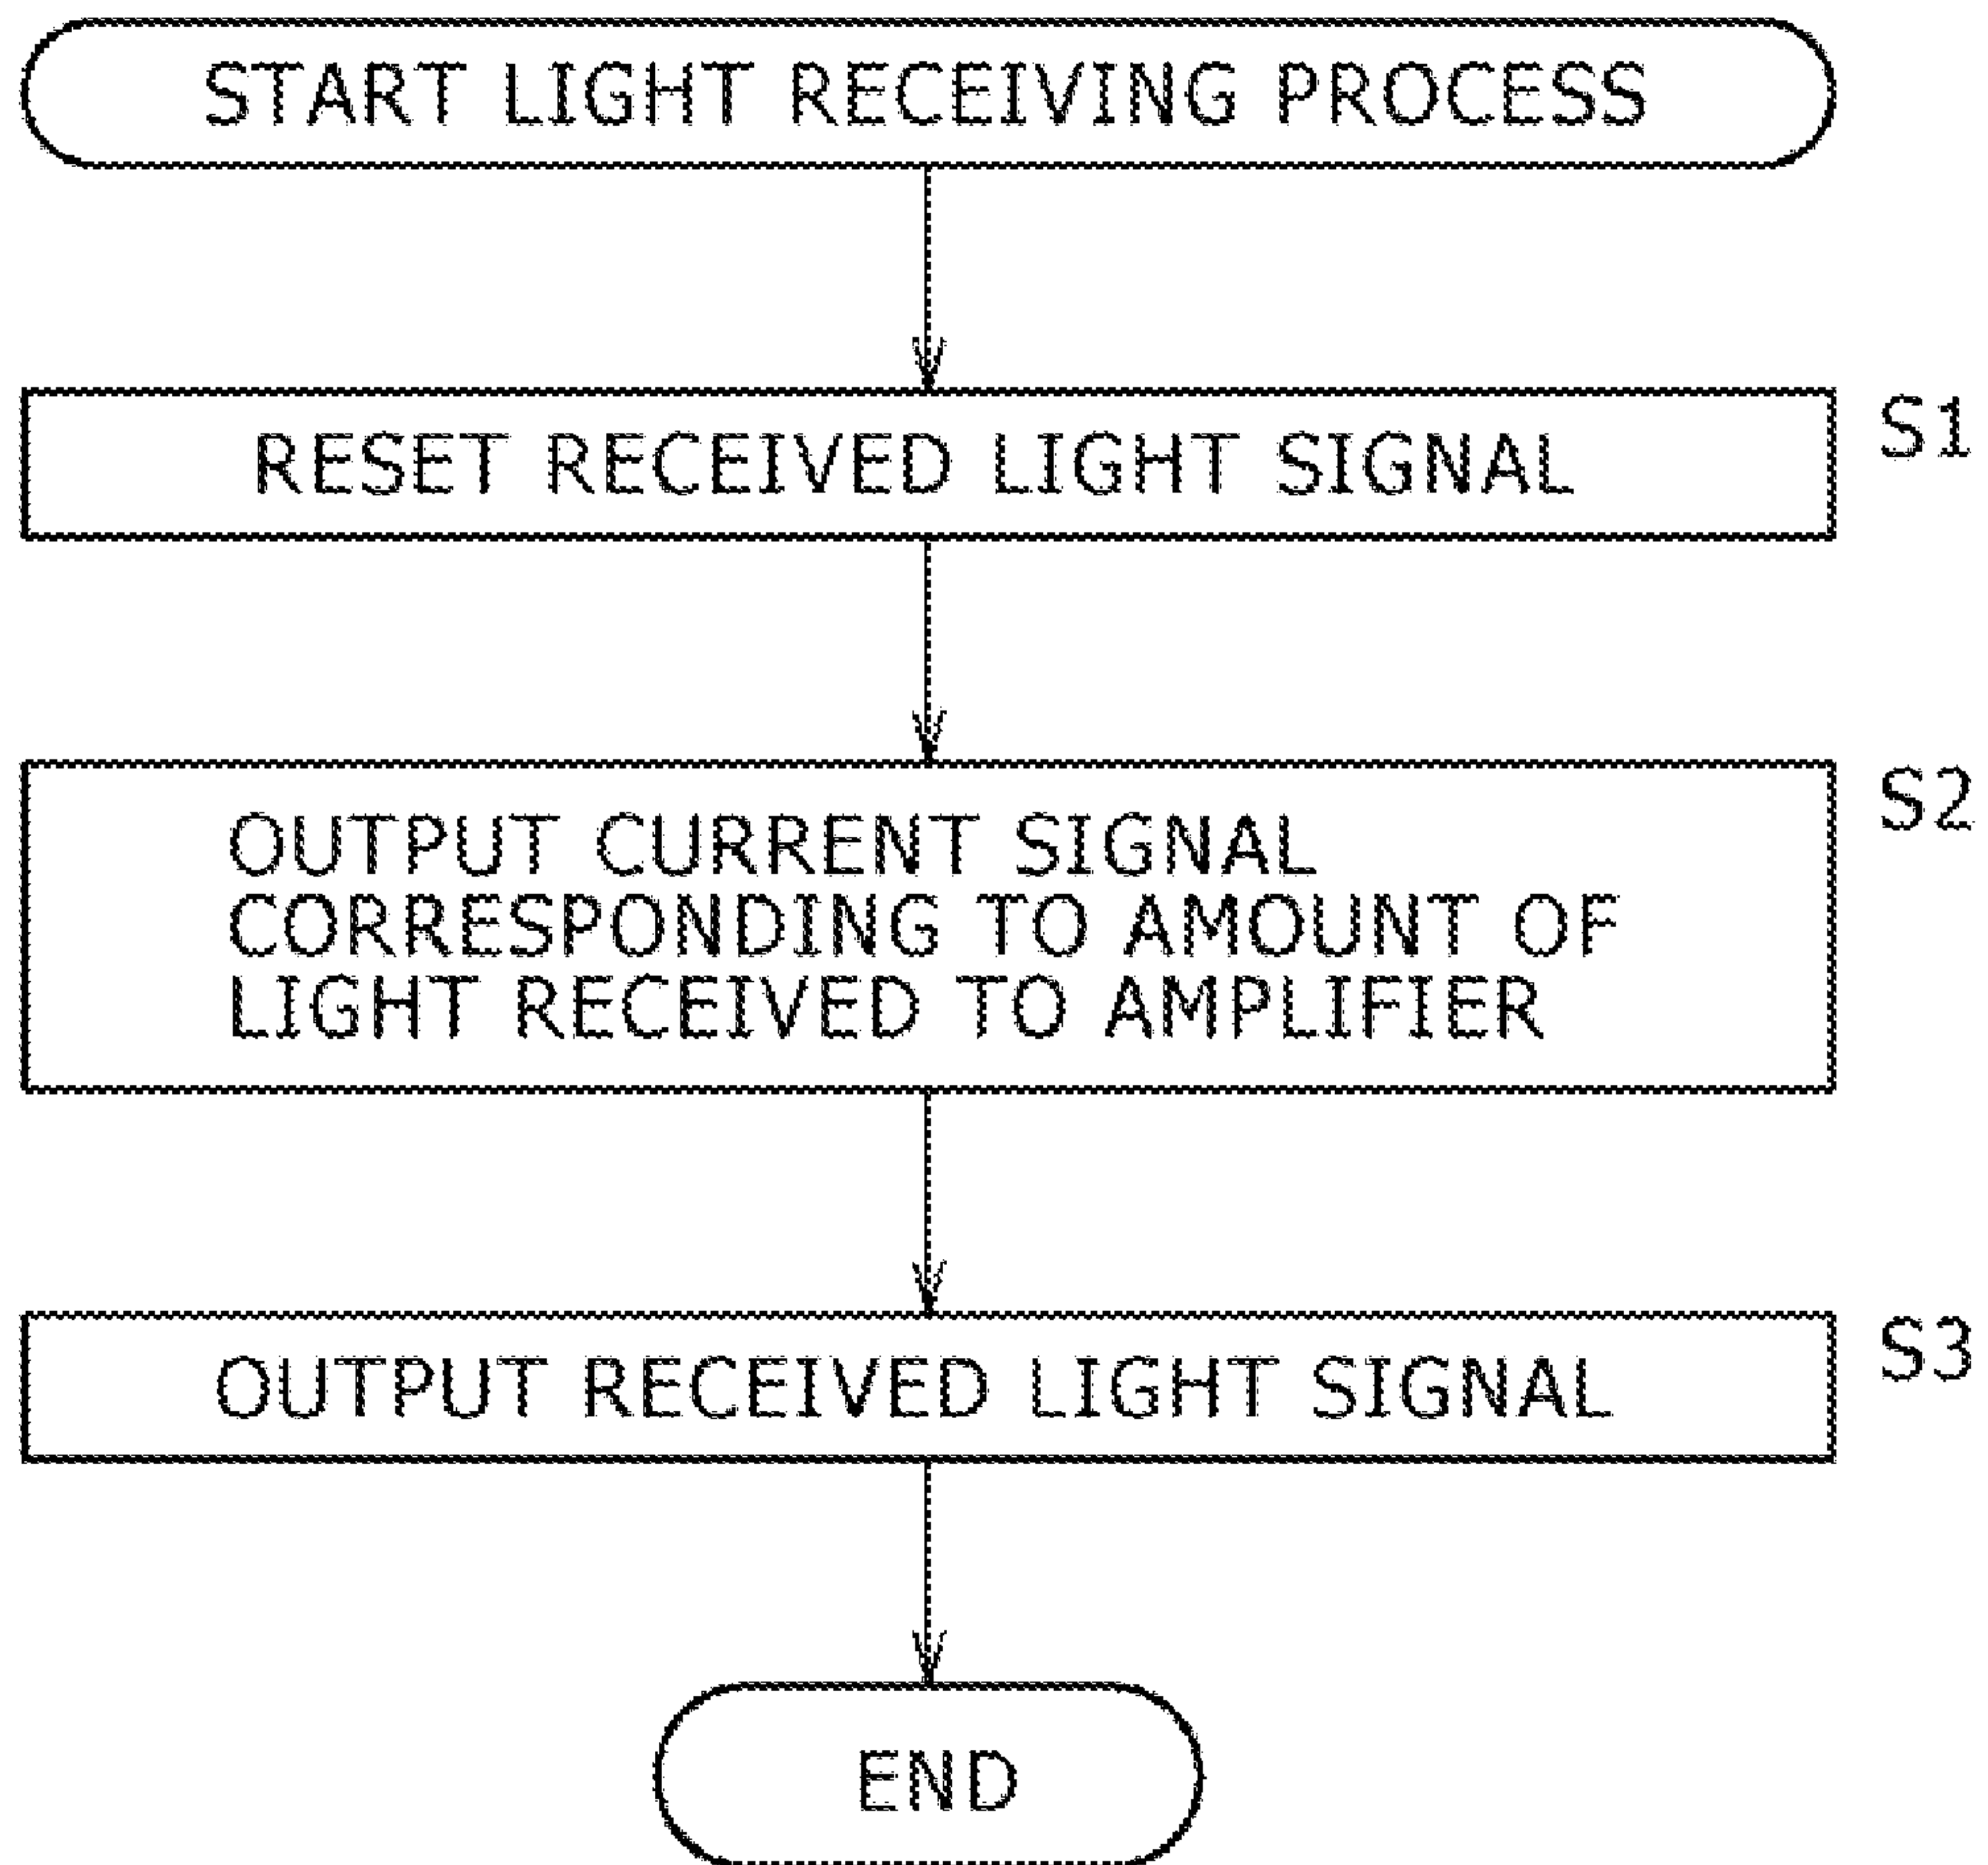 START LIGHT RECEIVING PROCESS
RESET RECEIVED LIGHT SIGNAL
S1
OUTPUT CURRENT SIGNAL
CORRESPONDING TO AMOUNT OF
LIGHT RECEIVED TO AMPLIFIER
S2
OUTPUT RECEIVED LIGHT SIGNAL
S3
END